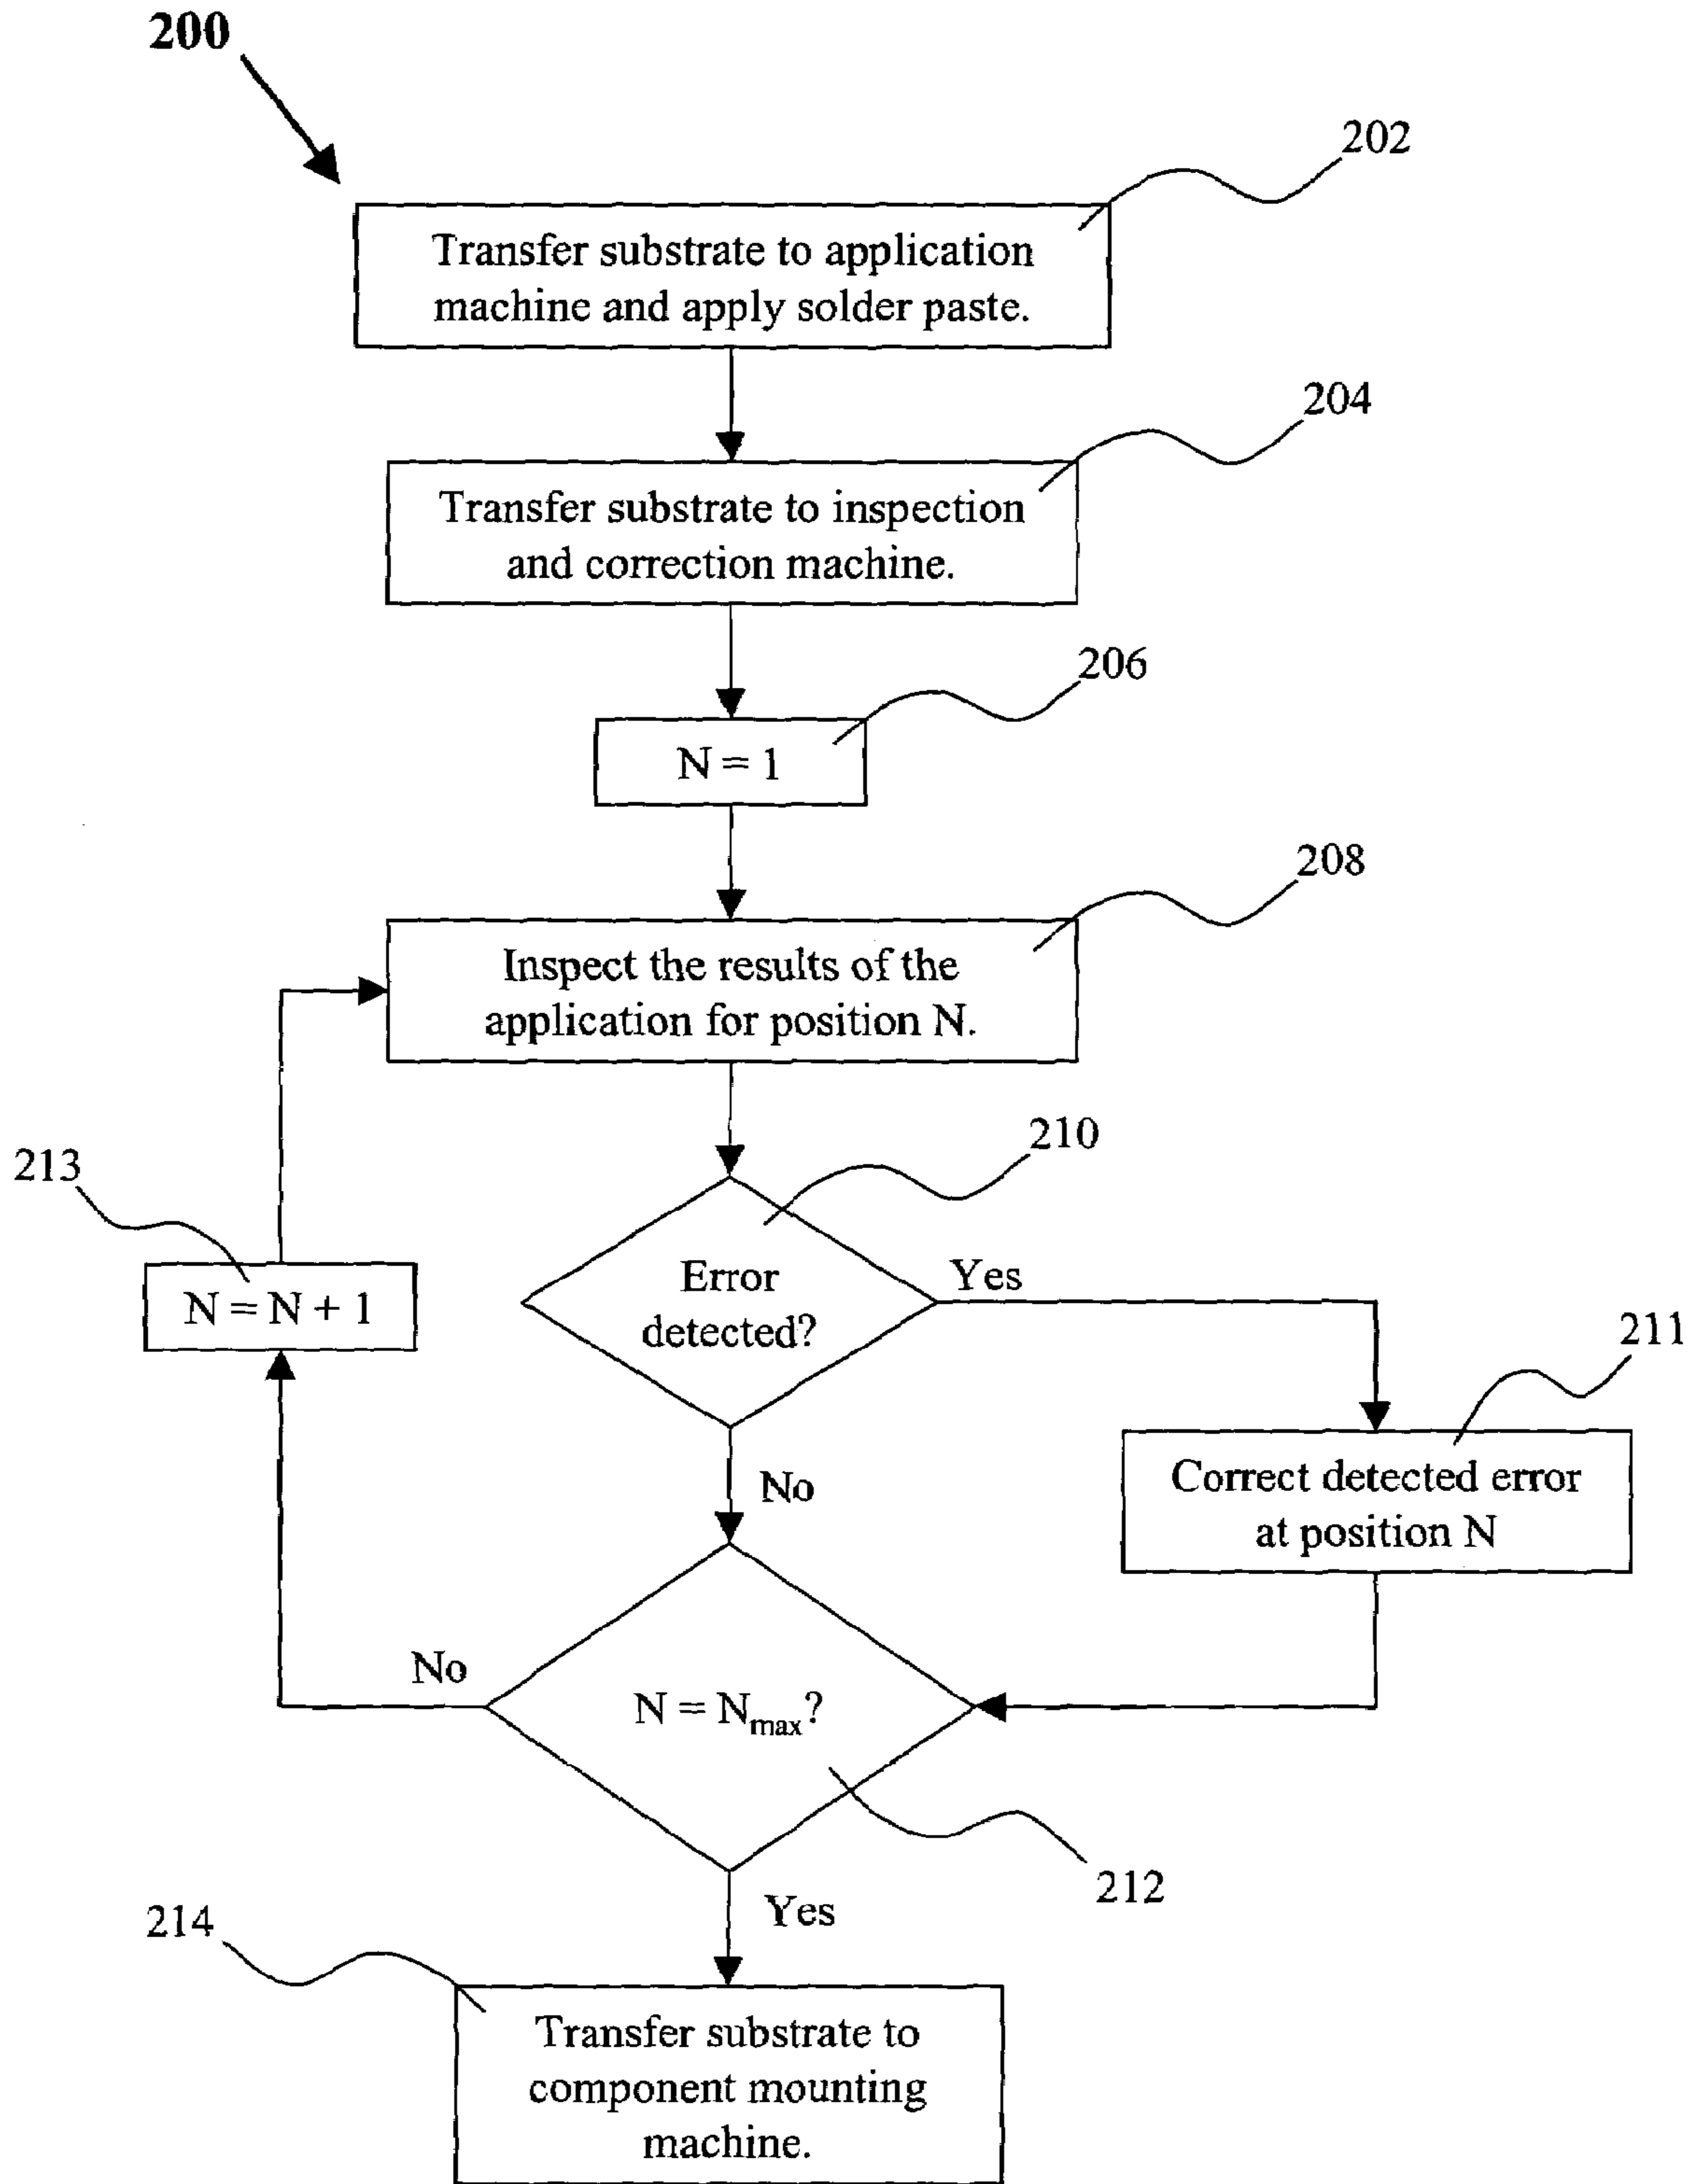 200
202
Transfer substrate to application
machine and apply solder paste.
204
Transfer substrate to inspection
and correction machine.
206
N = 1
208
Inspect the results of the
application for position N.
210
213
Error
detected?
Yes
N = N + 1
211
No
Correct detected error
at position N
No
N = Nmax?
212
Yes
214
Transfer substrate to
component mounting
machine.